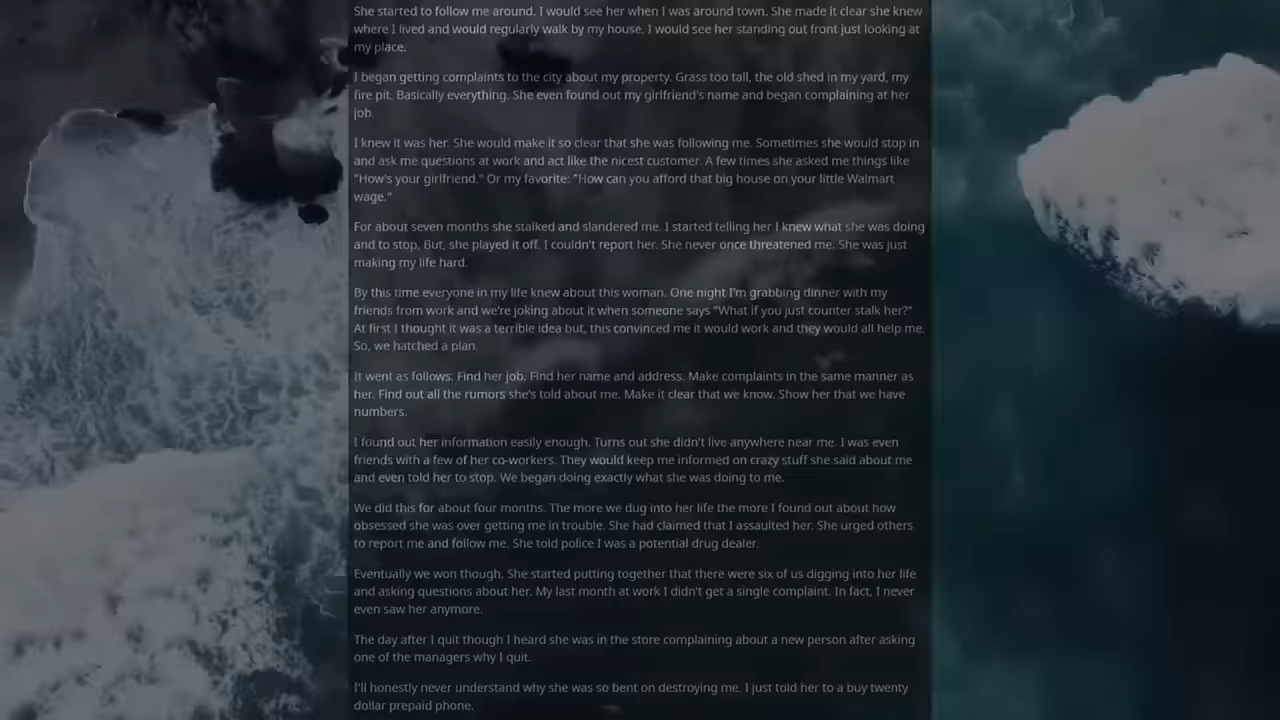 She started to follow me around. I would see her when I was around town. She made it clear she knew
where I lived and would regularly walk by my house. I would see her standing out front just looking at
my place.
I began getting complaints to the city about my property. Grass too tall, the old shed in my yard, my
fire pit. Basically everything. She even found out my girlfriend's name and began complaining at her
job.
I knew it was her. She would make it so clear that she was following me. Sometimes she would stop in
and ask me questions at work and act like the nicest customer. A few times she asked me things like
"How's your girlfriend." Or my favorite: "How can you afford that big house on your little Walmart
wage."
For about seven months she stalked and slandered me. I started telling her I knew what she was doing
and to stop. But, she played it off. I couldn't report her. She never once threatened me. She was just
making my life hard.
By this time everyone in my life knew about this woman. One night I'm grabbing dinner with my
friends from work and we're joking about it when someone says "What if you just counter stalk her?"
At first I thought it was a terrible idea but, this convinced me it would work and they would all help me.
So, we hatched a plan.
It went as follows: Find her job. Find her name and address. Make complaints in the same manner as
her. Find out all the rumors she's told about me. Make it clear that we know. Show her that we have
numbers.
I found out her information easily enough. Turns out she didn't live anywhere near me. I was even
friends with a few of her co-workers. They would keep me informed on crazy stuff she said about me
and even told her to stop. We began doing exactly what she was doing to me.
We did this for about four months. The more we dug into her life the more I found out about how
obsessed she was over getting me in trouble. She had claimed that I assaulted her. She urged others
to report me and follow me. She told police I was a potential drug dealer.
Eventually we won though. She started putting together that there were six of us digging into her life
and asking questions about her. My last month at work I didn't get a single complaint. In fact, I never
even saw her anymore.
The day after I quit though I heard she was in the store complaining about a new person after asking
one of the managers why I quit.
I'll honestly never understand why she was so bent on destroying me. I just told her to a buy twenty
dollar prepaid phone.